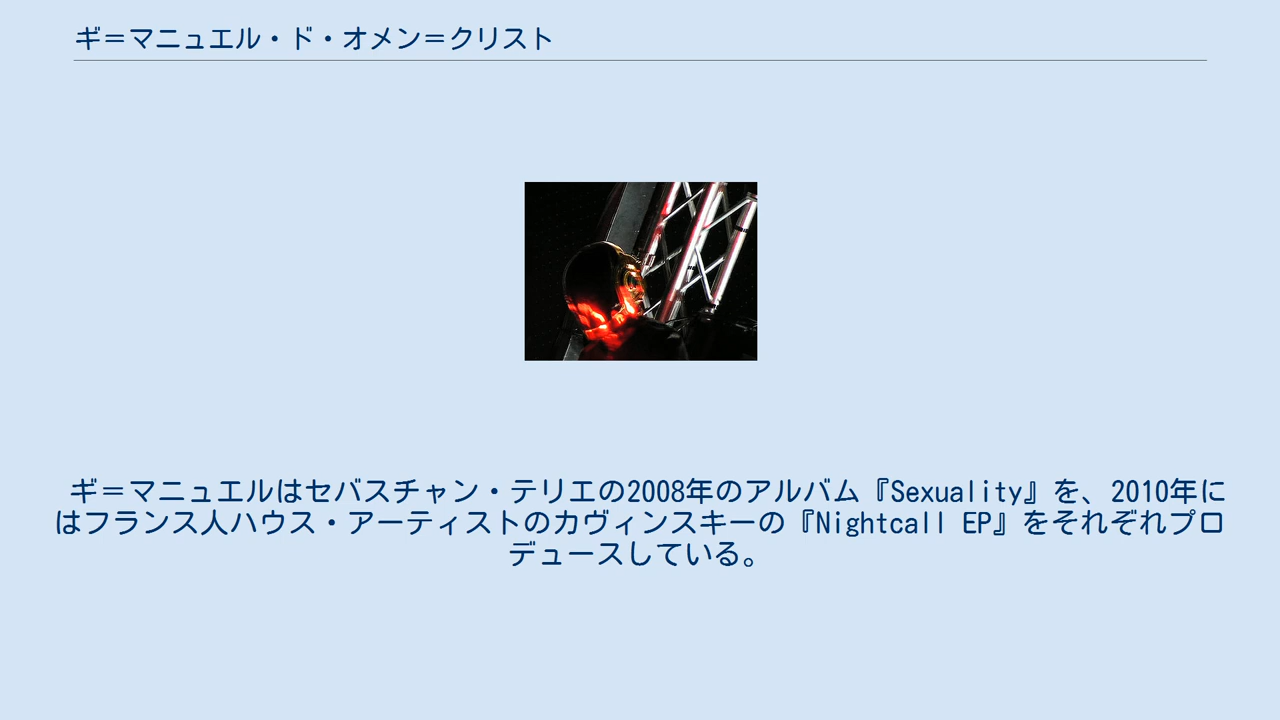 ギ＝マニュエル・ド・オメン＝クリスト
ギ＝マニュエルはセバスチャン・テリエの2008年のアルバム『Sexuality』を、2010年に
はフランス人ハウス・アーティストのカヴィンスキーの『Nightcall EP』をそれぞれプロ
デュースしている。